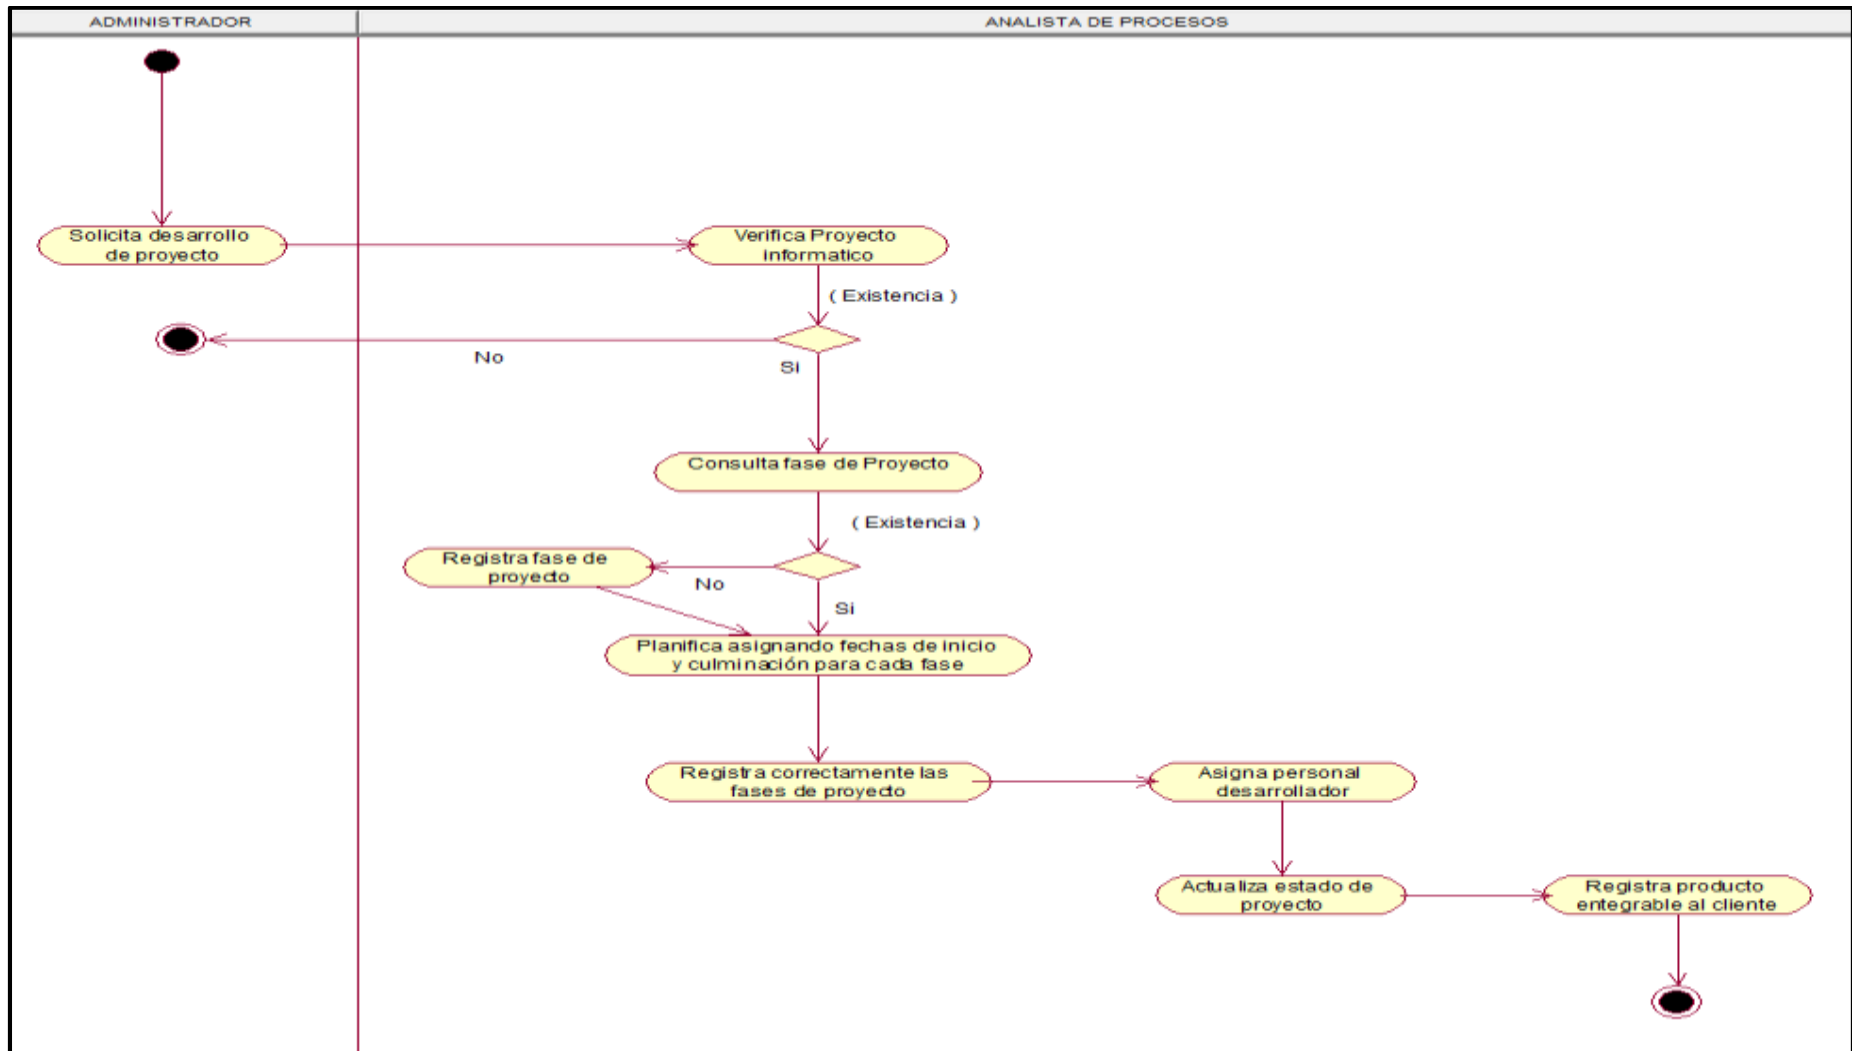 ADMINISTRADOR
ANALISTA DE PROCESOS
Solicita desarrollo
de proyecto
Verifica Proyecto
informatico
( Existencia )
No
Si
Consulta fase de Proyecto
( Existencia )
Registra fase de
proyecto
No
Si
Planifica asignando fechas de inicio
y culminación para cada fase
Registra correctamente las
fases de proyecto
Asigna personal
desarrollador
Actualiza estado de
proyecto
Registra producto
entegrable al cliente